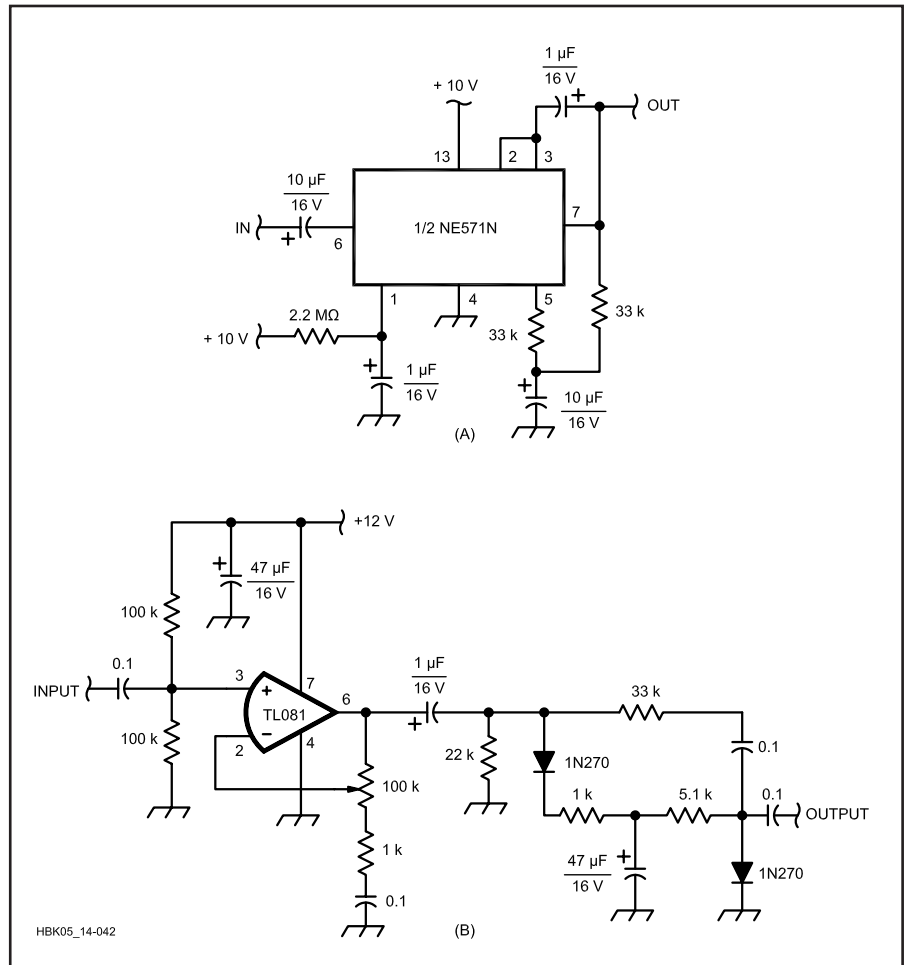 1 µF
16 V
+ 10 V
OUT
13
2
3
10 µF
16 V
7
IN
1/2 NE571N
6
1
4
5
2.2 MΩ
33 k
33 k
+ 10 V
1 µF
16 V
10 µF
16 V
(A)
+12 V
47 µF
16 V
100 k
0.1
3
7
1 µF
16 V
33 k
INPUT
6
TL081
4
2
100 k
22 k
1N270
0.1
100 k
1 k
5.1 k
0.1
OUTPUT
1 k
47 µF
16 V
1N270
0.1
HBK05_14-042
(B)